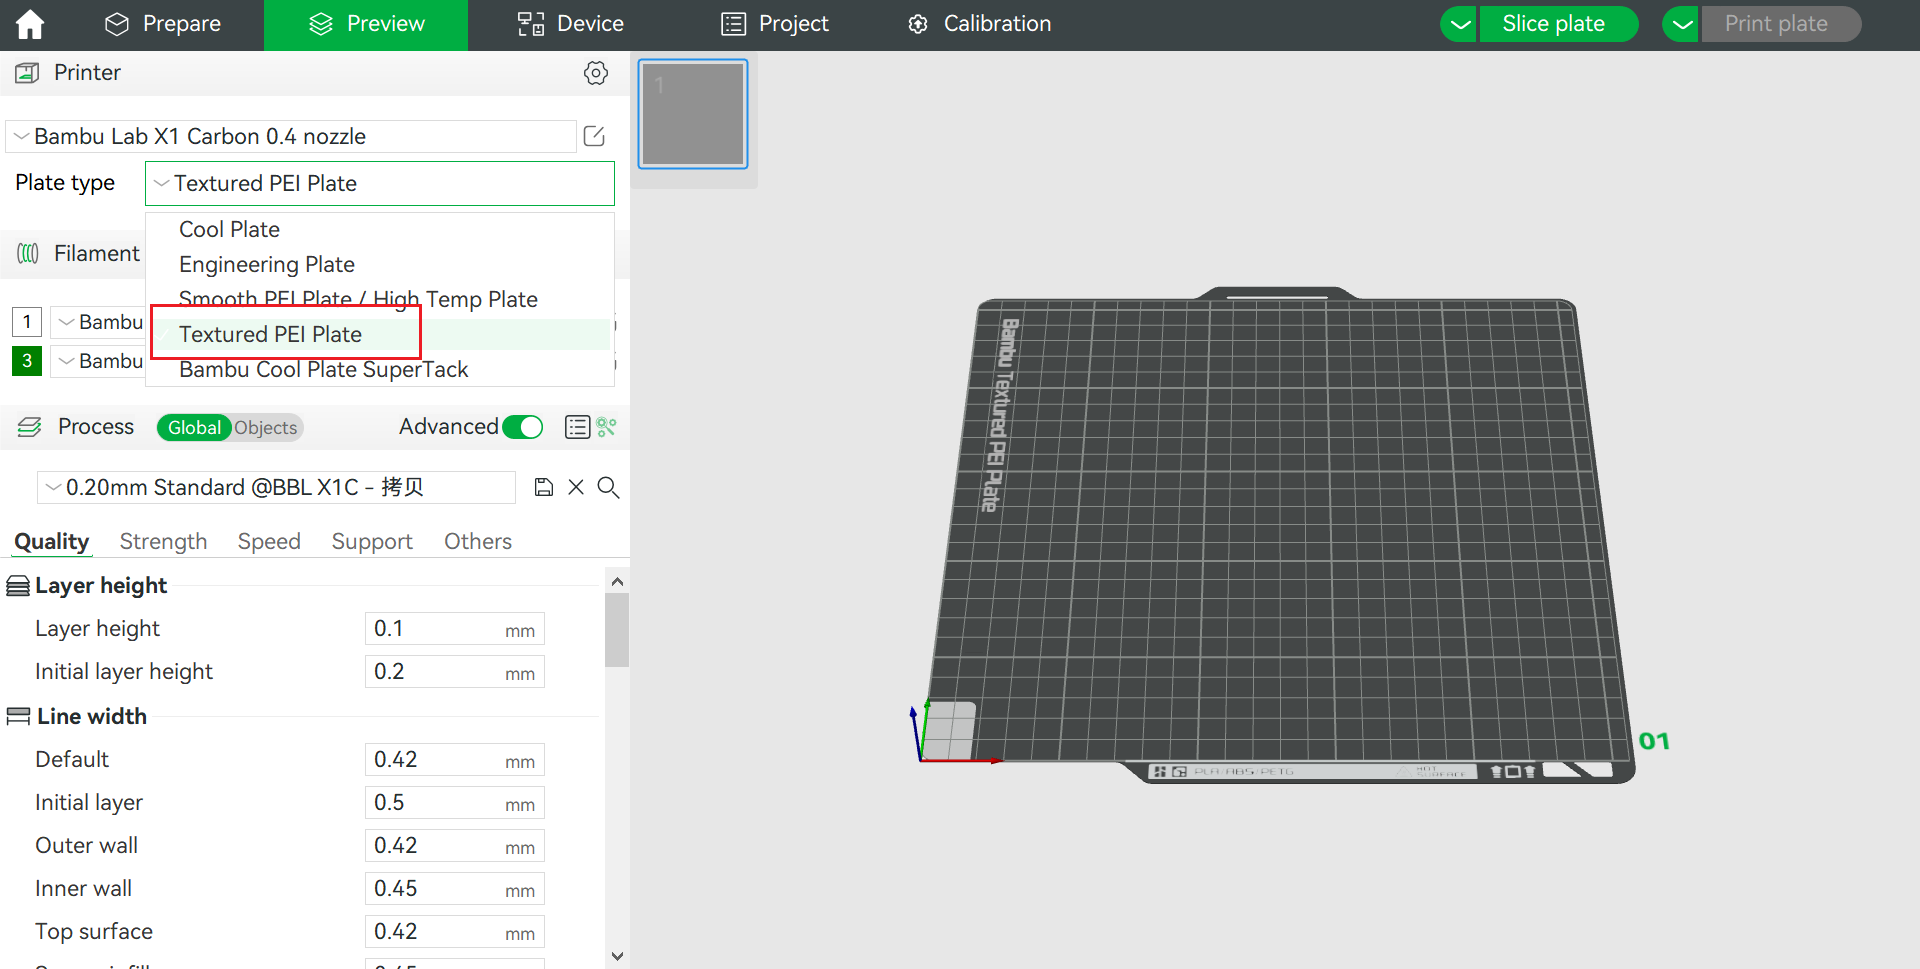 Prepare
Preview
Device
Project
Calibration
Slice plate
Print plate
Printer
Bambu Lab X1 Carbon 0.4 nozzle
Plate type
Textured PEI Plate
Cool Plate
Engineering Plate
Smooth PEI Plate / High Temp Plate
Textured PEI Plate
Bambu Cool Plate SuperTack
Filament
1 Bambu
3 Bambu
Process
Global
Objects
Advanced
0.20mm Standard @BBL X1C - 拷贝
Quality
Strength
Speed
Support
Others
Layer height
Layer height 0.1 mm
Initial layer height 0.2 mm
Line width
Default 0.42 mm
Initial layer 0.5 mm
Outer wall 0.42 mm
Inner wall 0.45 mm
Top surface 0.42 mm
1
Bambu Textured PEI Plate
PLA/ABS/PETG
HOT
SURFACE
01